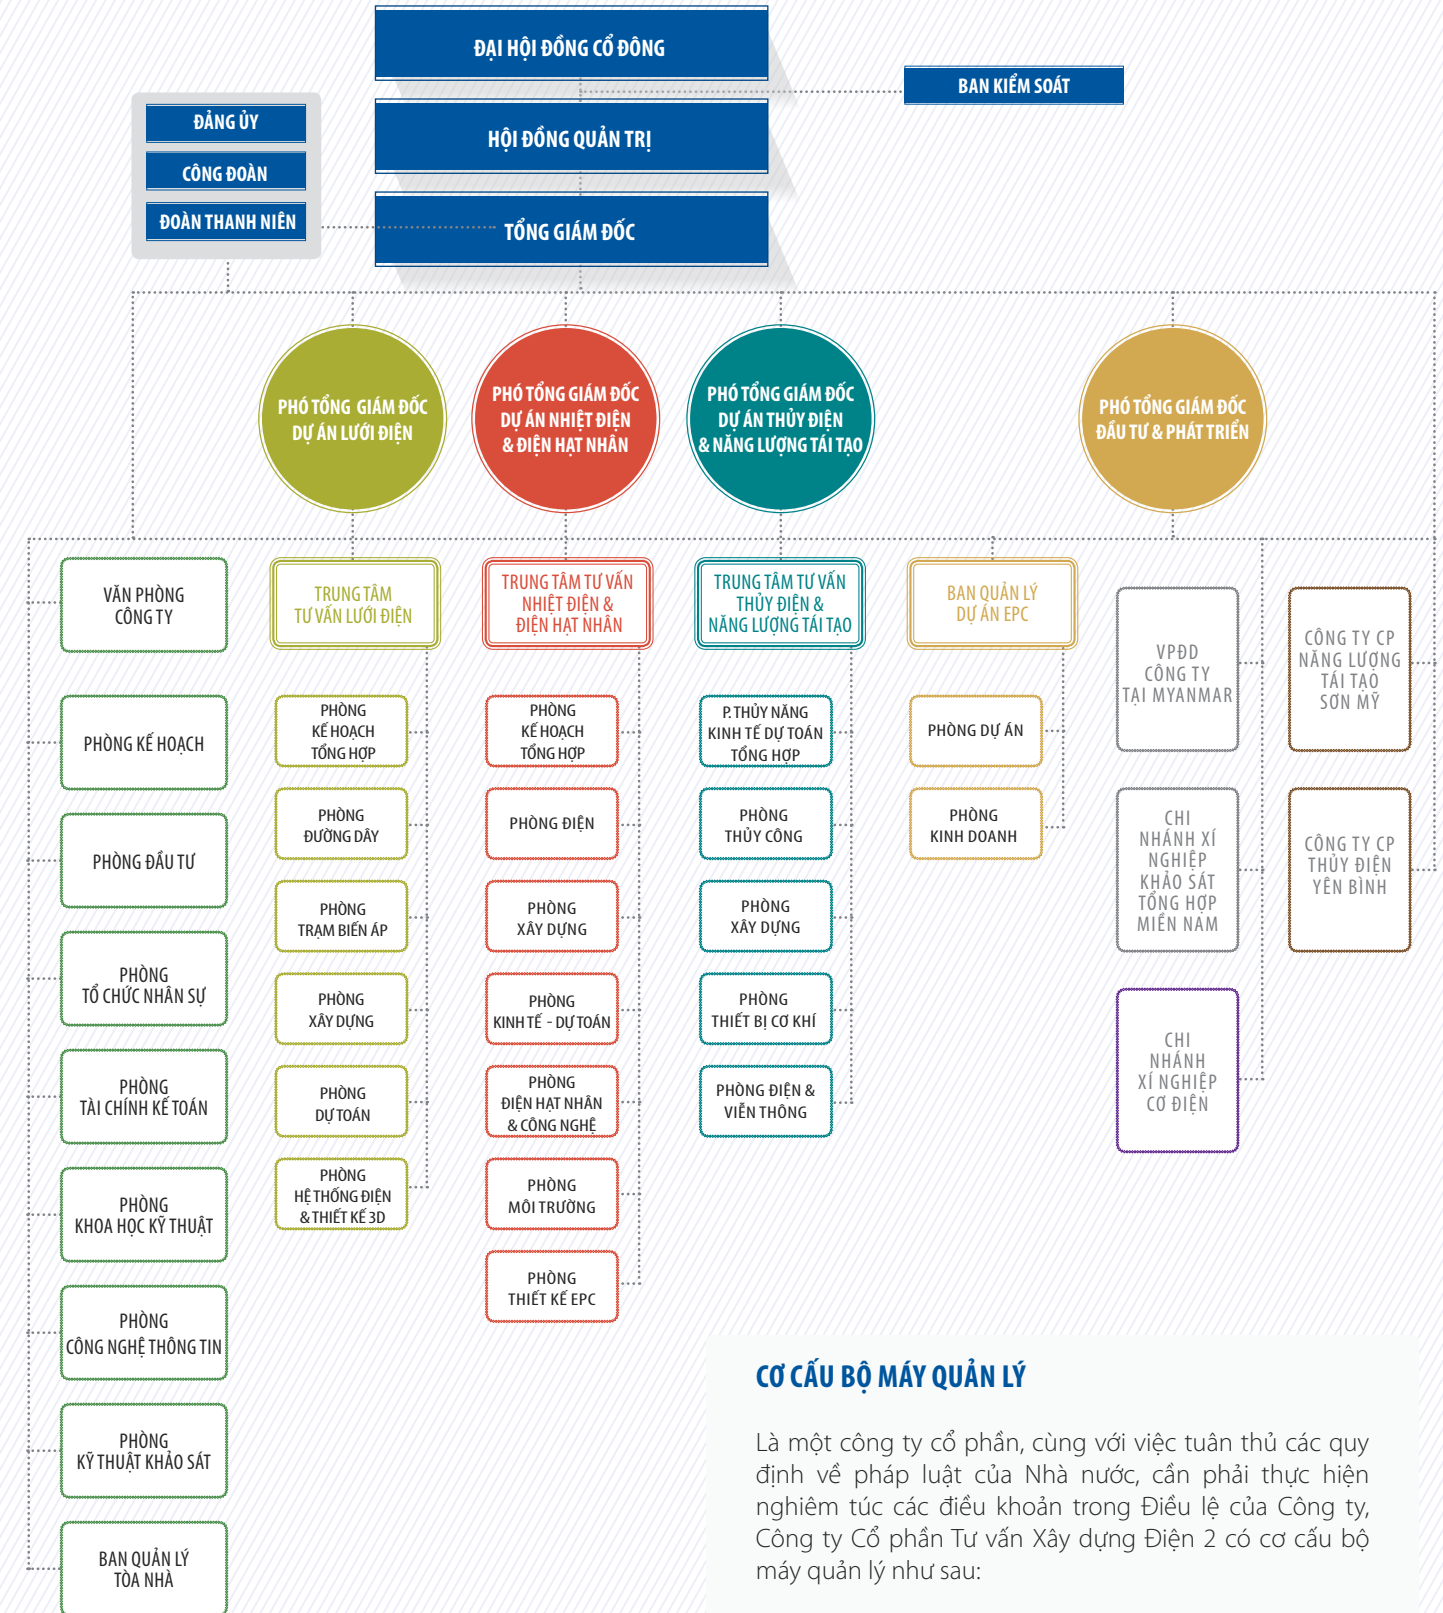 ĐẠI HỘI ĐỒNG CỔ ĐÔNG
BAN KIỂM SOÁT
HỘI ĐỒNG QUẢN TRỊ
TỔNG GIÁM ĐỐC
ĐẢNG ỦY
CÔNG ĐOÀN
ĐOÀN THANH NIÊN
PHÓ TỔNG GIÁM ĐỐC
DỰ ÁN LƯỚI ĐIỆN
PHÓ TỔNG GIÁM ĐỐC
DỰ ÁN NHIỆT ĐIỆN
& ĐIỆN HẠT NHÂN
PHÓ TỔNG GIÁM ĐỐC
DỰ ÁN THỦY ĐIỆN
& NĂNG LƯỢNG TÁI TẠO
PHÓ TỔNG GIÁM ĐỐC
ĐẦU TƯ & PHÁT TRIỂN
VĂN PHÒNG
CÔNG TY
PHÒNG KẾ HOẠCH
PHÒNG ĐẦU TƯ
PHÒNG
TỔ CHỨC NHÂN SỰ
PHÒNG
TÀI CHÍNH KẾ TOÁN
PHÒNG
KHOA HỌC KỸ THUẬT
PHÒNG
CÔNG NGHỆ THÔNG TIN
PHÒNG
KỸ THUẬT KHẢO SÁT
BAN QUẢN LÝ
TÒA NHÀ
TRUNG TÂM
TƯ VẤN LƯỚI ĐIỆN
PHÒNG
KẾ HOẠCH
TỔNG HỢP
PHÒNG
ĐƯỜNG DÂY
PHÒNG
TRẠM BIẾN ÁP
PHÒNG
XÂY DỰNG
PHÒNG
DỰ TOÁN
PHÒNG
HỆ THỐNG ĐIỆN
& THIẾT KẾ 3D
TRUNG TÂM TƯ VẤN
NHIỆT ĐIỆN &
ĐIỆN HẠT NHÂN
PHÒNG
KẾ HOẠCH
TỔNG HỢP
PHÒNG ĐIỆN
PHÒNG
XÂY DỰNG
PHÒNG
KINH TẾ - DỰ TOÁN
PHÒNG
ĐIỆN HẠT NHÂN
& CÔNG NGHỆ
PHÒNG
MÔI TRƯỜNG
PHÒNG
THIẾT KẾ EPC
TRUNG TÂM TƯ VẤN
THỦY ĐIỆN &
NĂNG LƯỢNG TÁI TẠO
P. THỦY NĂNG
KINH TẾ DỰ TOÁN
TỔNG HỢP
PHÒNG
THỦY CÔNG
PHÒNG
XÂY DỰNG
PHÒNG
THIẾT BỊ CƠ KHÍ
PHÒNG ĐIỆN &
VIỄN THÔNG
BAN QUẢN LÝ
DỰ ÁN EPC
PHÒNG DỰ ÁN
PHÒNG
KINH DOANH
VPĐD
CÔNG TY
TẠI MYANMAR
CHI
NHÁNH XÍ
NGHIỆP
KHẢO SÁT
TỔNG HỢP
MIỀN NAM
CHI
NHÁNH
XÍ NGHIỆP
CƠ ĐIỆN
CÔNG TY CP
NĂNG LƯỢNG
TÁI TẠO
SƠN MỸ
CÔNG TY CP
THỦY ĐIỆN
YÊN BÌNH
CƠ CẤU BỘ MÁY QUẢN LÝ
Là một công ty cổ phần, cùng với việc tuân thủ các quy
định về pháp luật của Nhà nước, cần phải thực hiện
nghiêm túc các điều khoản trong Điều lệ của Công ty,
Công ty Cổ phần Tư vấn Xây dựng Điện 2 có cơ cấu bộ
máy quản lý như sau: